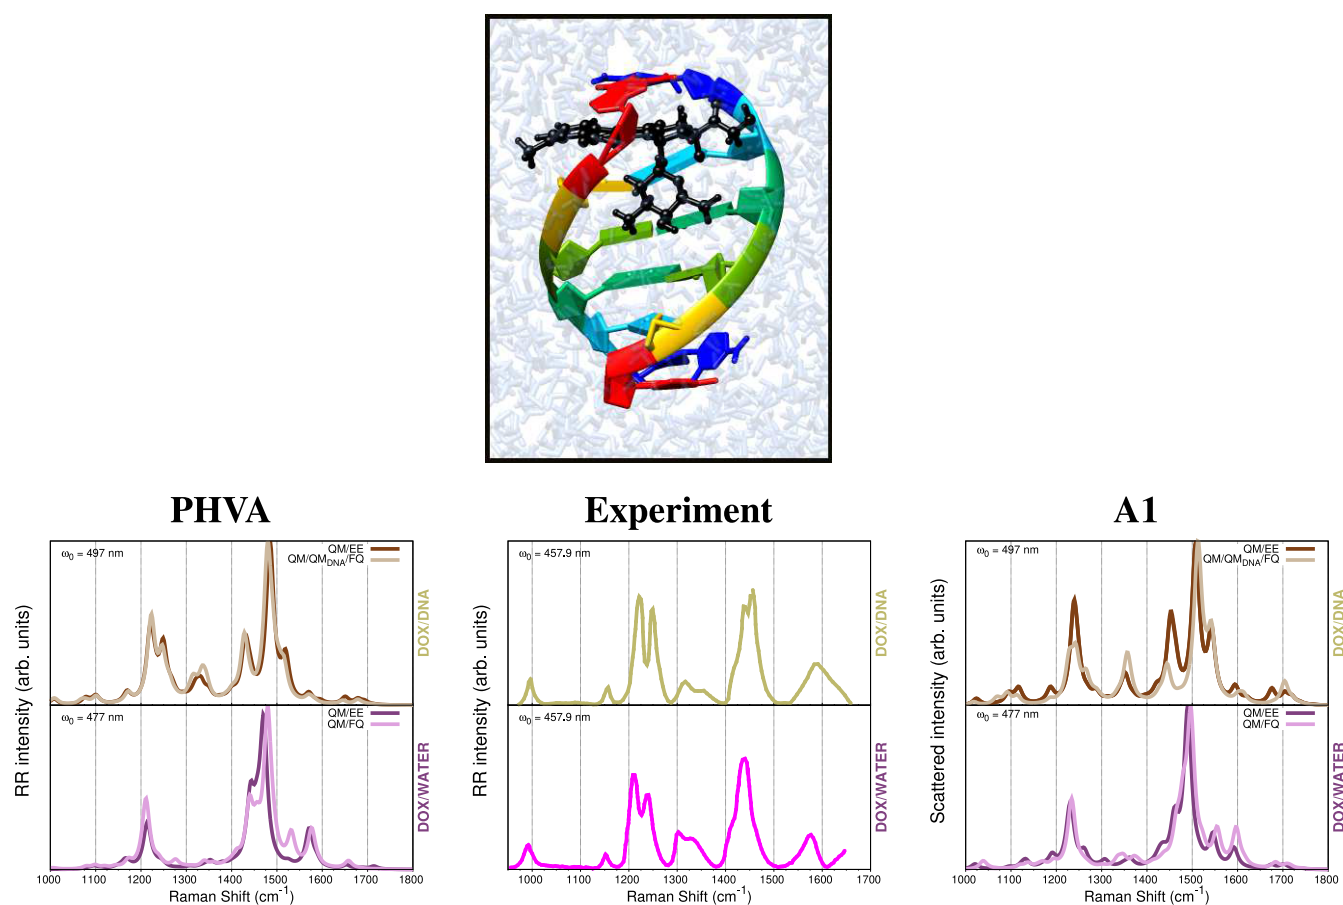 PHVA
Experiment
A1
ω0 = 497 nm
QM/EE
QM/QMDNA/FQ
DOX/DNA
ω0 = 477 nm
QM/EE
QM/FQ
DOX/WATER
RR intensity (arb. units)
1000 1100 1200 1300 1400 1500 1600 1700 1800
Raman Shift (cm-1)
ω0 = 457.9 nm
DOX/DNA
ω0 = 457.9 nm
DOX/WATER
RR intensity (arb. units)
1000 1100 1200 1300 1400 1500 1600 1700
Raman Shift (cm-1)
ω0 = 497 nm
QM/EE
QM/QMDNA/FQ
DOX/DNA
ω0 = 477 nm
QM/EE
QM/FQ
DOX/WATER
Scattered intensity (arb. units)
1000 1100 1200 1300 1400 1500 1600 1700 1800
Raman Shift (cm-1)